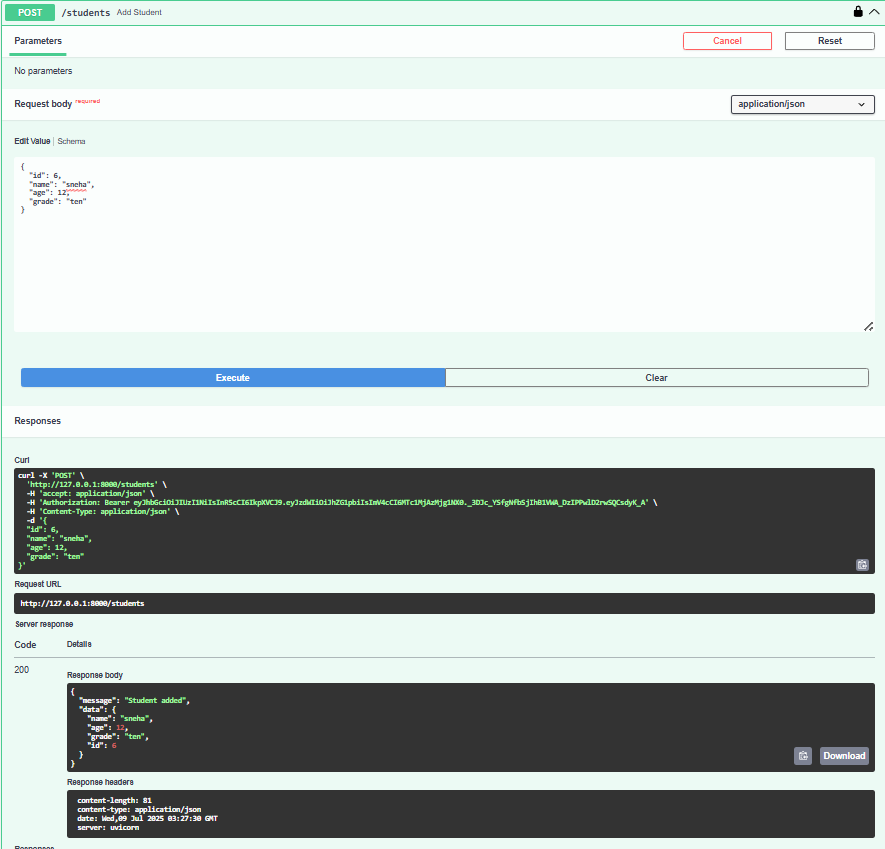 POST /students Add Student
Parameters
Cancel
Reset
No parameters
Request body required
application/json
Edit Value | Schema
{
  "id": 6,
  "name": "sneha",
  "age": 12,
  "grade": "ten"
}
Execute
Clear
Responses
Curl
curl -X 'POST' \
  'http://127.0.0.1:8000/students' \
  -H 'accept: application/json' \
  -H 'Authorization: Bearer \
  -H 'Content-Type: application/json' \
  -d '{
  "id": 6,
  "name": "sneha",
  "age": 12,
  "grade": "ten"
}'
Request URL
http://127.0.0.1:8000/students
Server response
Code
Details
200
Response body
{
  "message": "Student added",
  "data": {
    "name": "sneha",
    "age": 12,
    "grade": "ten",
    "id": 6
  }
}
Download
Response headers
content-length: 81
content-type: application/json
date: Wed,09 Jul 2025 03:27:30 GMT
server: uvicorn
Responses